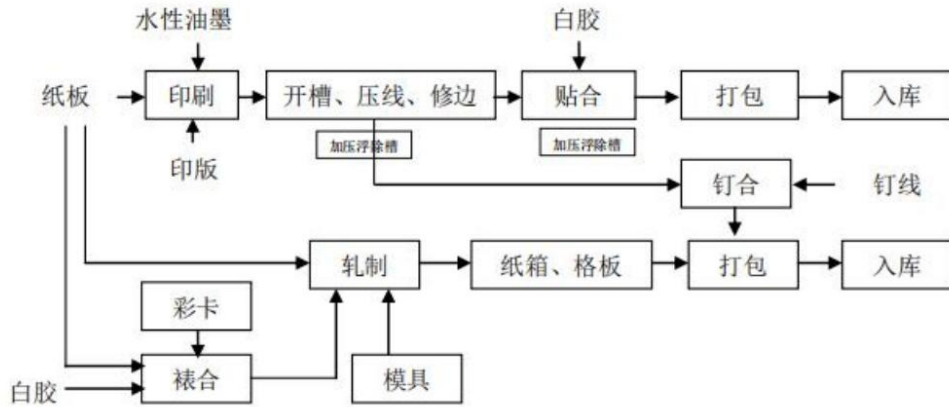 水性油墨
白胶
纸板
印刷
开槽、压线、修边
贴合
打包
入库
加压浮除槽
加压浮除槽
印版
钉合
钉线
轧制
纸箱、格板
打包
入库
彩卡
裱合
模具
白胶